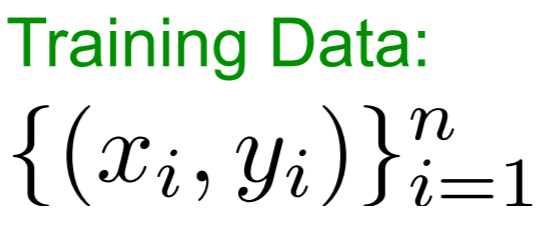 Training Data:
{(x_i, y_i)}_{i=1}^n